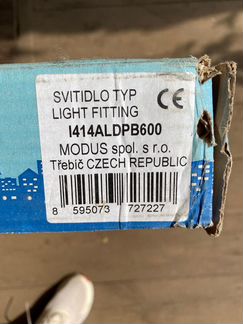 SVITIDLO TYP
LIGHT FITTING
CE
I414ALDPB600
MODUS spol. s r.o.
Třebíč CZECH REPUBLIC
8 595073 727227